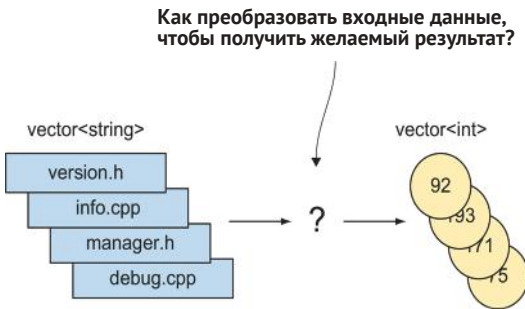 Как преобразовать входные данные,
чтобы получить желаемый результат?
vector<string>
vector<int>
version.h
info.cpp
manager.h
debug.cpp
?
92